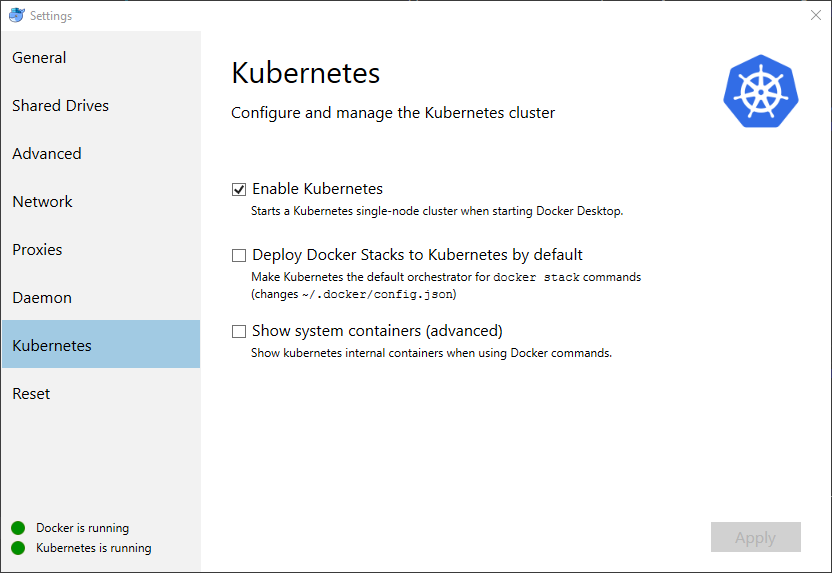 Settings
General
Shared Drives
Advanced
Network
Proxies
Daemon
Kubernetes
Reset
Docker is running
Kubernetes is running
Kubernetes
Configure and manage the Kubernetes cluster
Enable Kubernetes
Starts a Kubernetes single-node cluster when starting Docker Desktop.
Deploy Docker Stacks to Kubernetes by default
Make Kubernetes the default orchestrator for docker stack commands
(changes ~/.docker/config.json)
Show system containers (advanced)
Show kubernetes internal containers when using Docker commands.
Apply